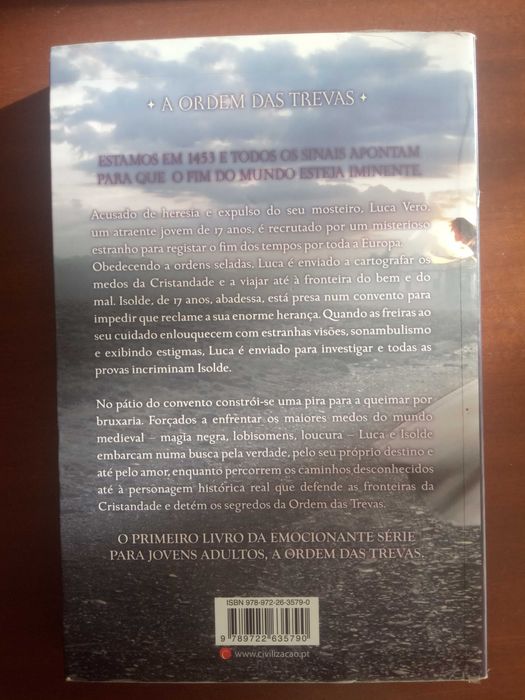 A ORDEM DAS TREVAS
ESTAMOS EM 1453 E TODOS OS SINAIS APONTAM
PARA QUE O FIM DO MUNDO ESTEJA IMINENTE.
Acusado de heresia e expulso do seu mosteiro, Luca Vero,
um atraente jovem de 17 anos, é recrutado por um misterioso
estranho para registar o fim dos tempos por toda a Europa.
Obedecendo a ordens seladas, Luca é enviado a cartografar os
medos da Cristandade e a viajar até à fronteira do bem e do
mal. Isolde, de 17 anos, abadessa, está presa num convento para
impedir que reclame a sua enorme herança. Quando as freiras ao
seu cuidado enlouquecem com estranhas visões, sonambulismo
e exibindo estigmas, Luca é enviado para investigar e todas as
provas incriminam Isolde.
No pátio do convento constrói-se uma pira para a queimar por
bruxaria. Forçados a enfrentar os maiores medos do mundo
medieval – magia negra, lobisomens, loucura – Luca e Isolde
embarcam numa busca pela verdade, pelo seu próprio destino e
até pelo amor, enquanto percorrem os caminhos desconhecidos
até à personagem histórica real que defende as fronteiras da
Cristandade e detém os segredos da Ordem das Trevas.
O PRIMEIRO LIVRO DA EMOCIONANTE SÉRIE
PARA JOVENS ADULTOS, A ORDEM DAS TREVAS.
ISBN 978-972-26-3579-0
9 789722 635790
www.civilizacao.pt